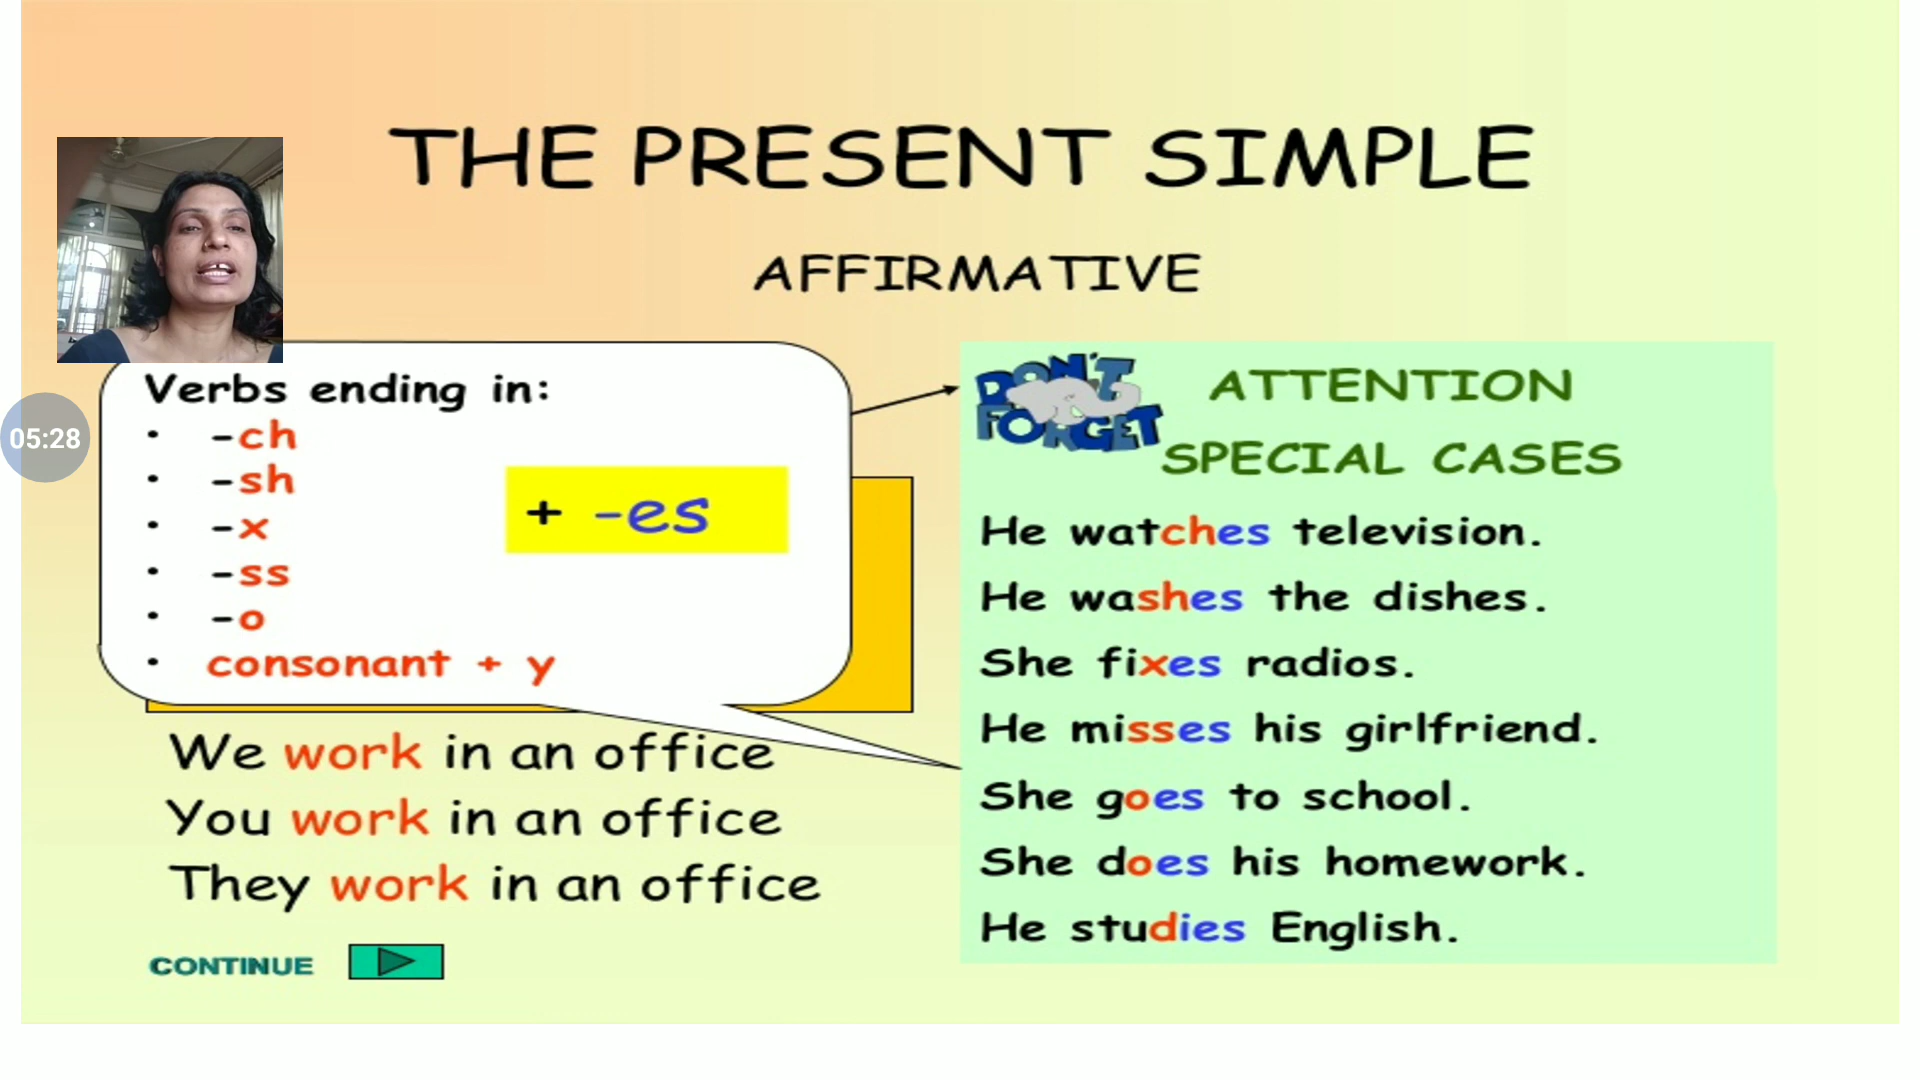 THE PRESENT SIMPLE
AFFIRMATIVE
05:28
Verbs ending in:
• -ch
• -sh
• -x
• -ss
• -o
• consonant + y
+ -es
We work in an office
You work in an office
They work in an office
CONTINUE
DON'T
FORGET
ATTENTION
SPECIAL CASES
He watches television.
He washes the dishes.
She fixes radios.
He misses his girlfriend.
She goes to school.
She does his homework.
He studies English.